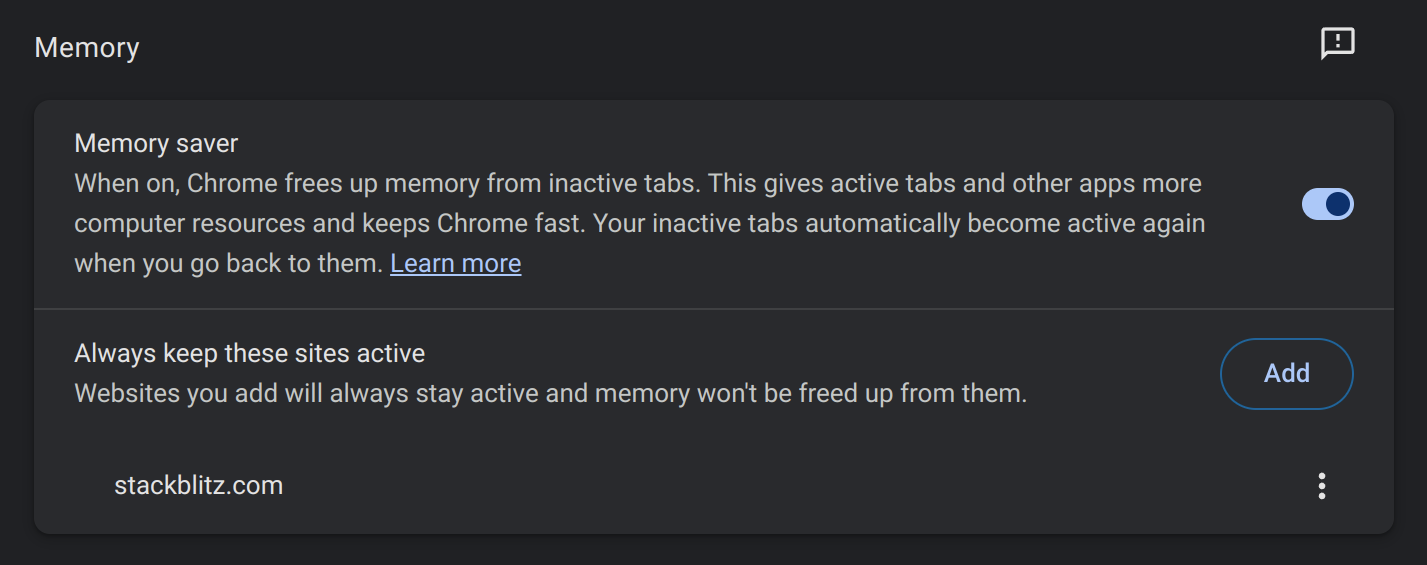 Memory
Memory saver
When on, Chrome frees up memory from inactive tabs. This gives active tabs and other apps more
computer resources and keeps Chrome fast. Your inactive tabs automatically become active again
when you go back to them. Learn more
Always keep these sites active
Websites you add will always stay active and memory won't be freed up from them.
Add
stackblitz.com